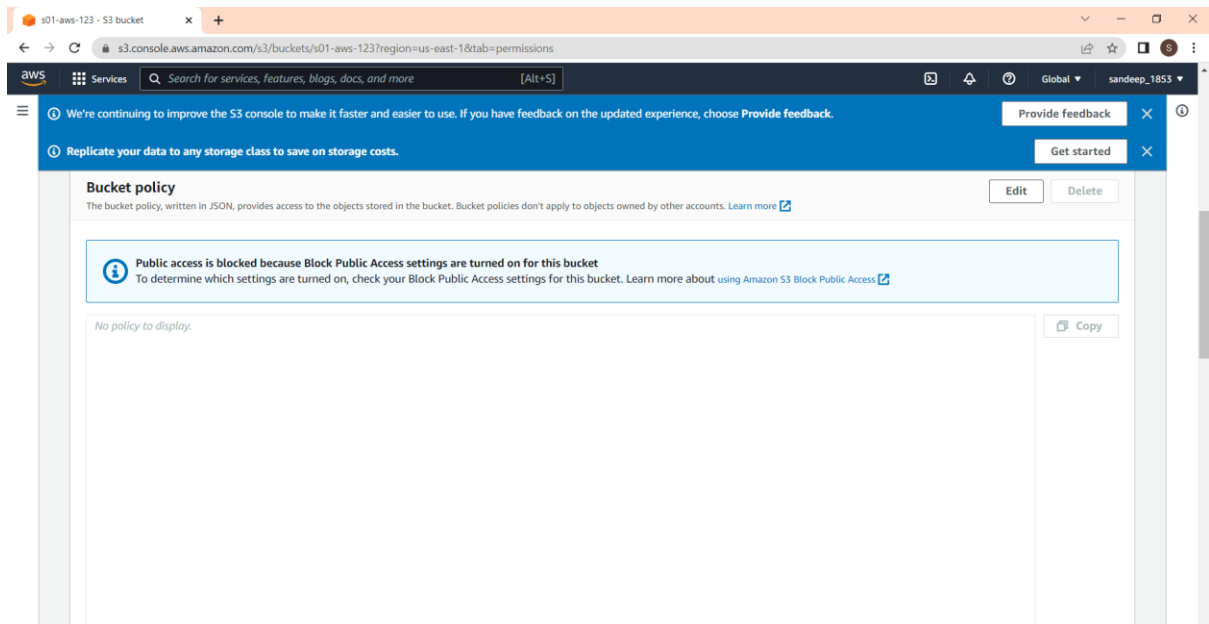 s01-aws-123 - S3 bucket
s3.console.aws.amazon.com/s3/buckets/s01-aws-123?region=us-east-1&tab=permissions
S
aws
Services
Search for services, features, blogs, docs, and more
[Alt+S]
Global
sandeep_1853
We're continuing to improve the S3 console to make it faster and easier to use. If you have feedback on the updated experience, choose Provide feedback.
Provide feedback
Replicate your data to any storage class to save on storage costs.
Get started
Bucket policy
Edit
Delete
The bucket policy, written in JSON, provides access to the objects stored in the bucket. Bucket policies don't apply to objects owned by other accounts. Learn more
Public access is blocked because Block Public Access settings are turned on for this bucket
To determine which settings are turned on, check your Block Public Access settings for this bucket. Learn more about using Amazon S3 Block Public Access
No policy to display.
Copy